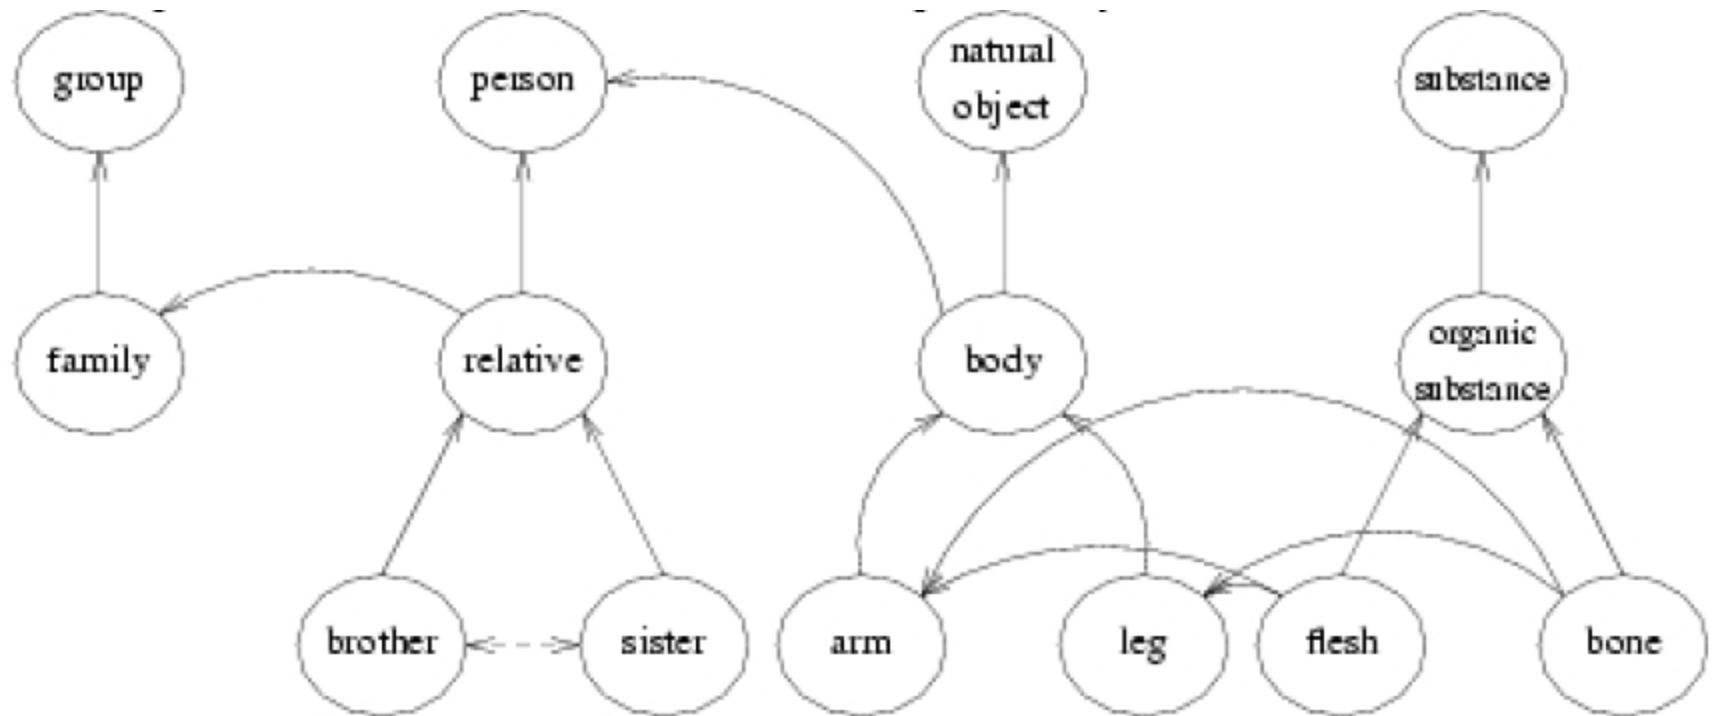 group
person
natural
object
substance
family
relative
body
organic
substance
brother
sister
arm
leg
flesh
bone